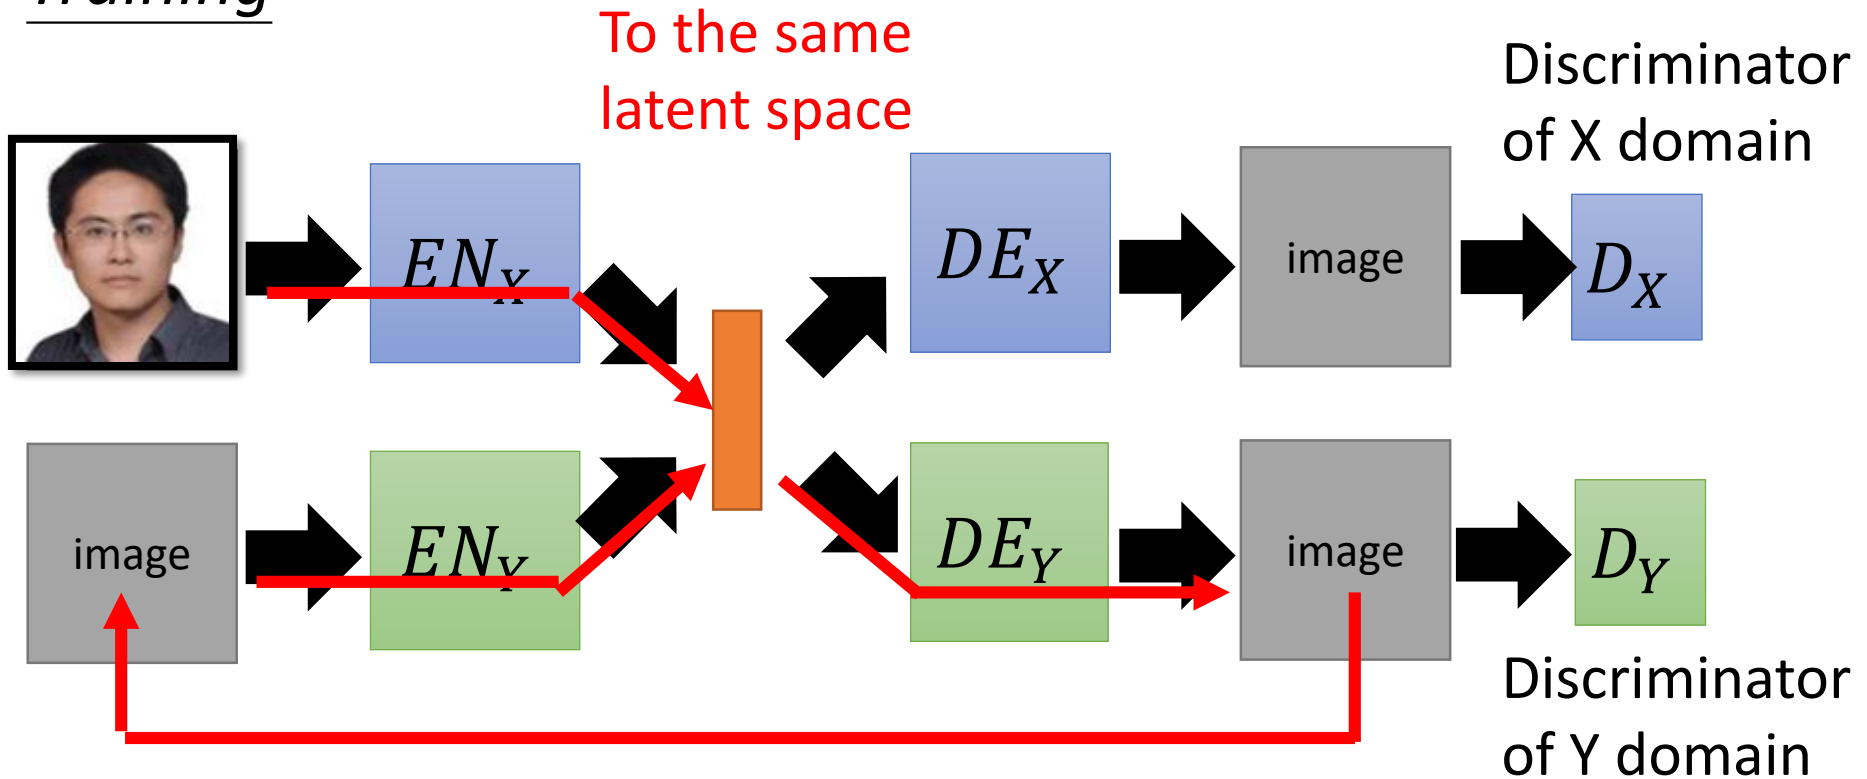 Training
To the same
latent space
Discriminator
of X domain
EN_X
DE_X
image
D_X
image
EN_Y
DE_Y
image
D_Y
Discriminator
of Y domain